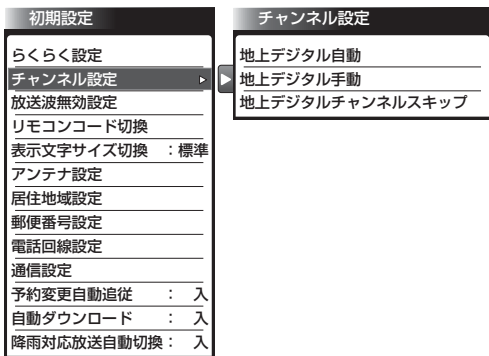 初期設定
らくらく設定
チャンネル設定
放送波無効設定
リモコンコード切換
表示文字サイズ切換 ：標準
アンテナ設定
居住地域設定
郵便番号設定
電話回線設定
通信設定
予約変更自動追従 ： 入
自動ダウンロード ： 入
降雨対応放送自動切換： 入
チャンネル設定
地上デジタル自動
地上デジタル手動
地上デジタルチャンネルスキップ